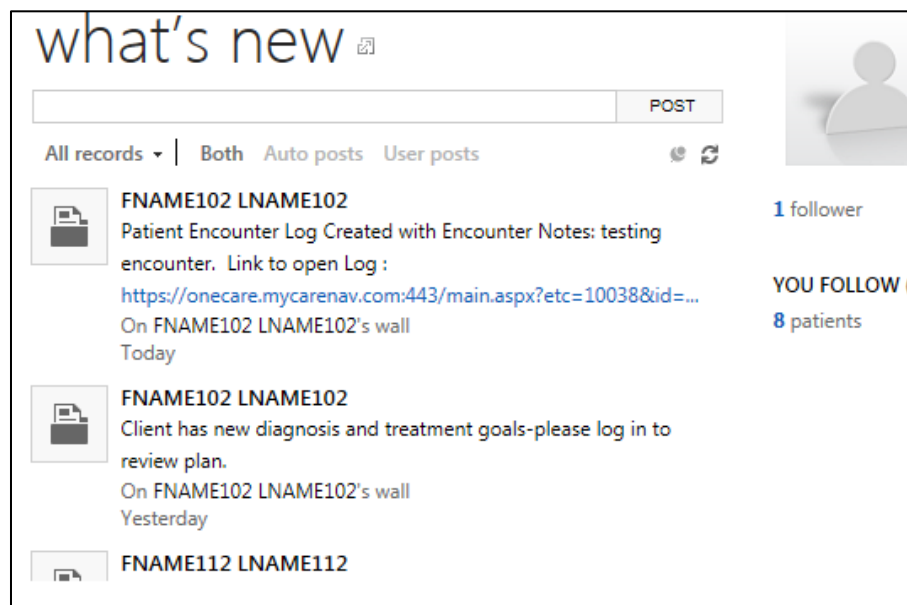 what's new
POST
All records Both Auto posts User posts
FNAME102 LNAME102
Patient Encounter Log Created with Encounter Notes: testing
encounter. Link to open Log :
https://onecare.mycarenav.com:443/main.aspx?etc=10038&id=...
On FNAME102 LNAME102's wall
Today
FNAME102 LNAME102
Client has new diagnosis and treatment goals-please log in to
review plan.
On FNAME102 LNAME102's wall
Yesterday
FNAME112 LNAME112
1 follower
YOU FOLLOW
8 patients